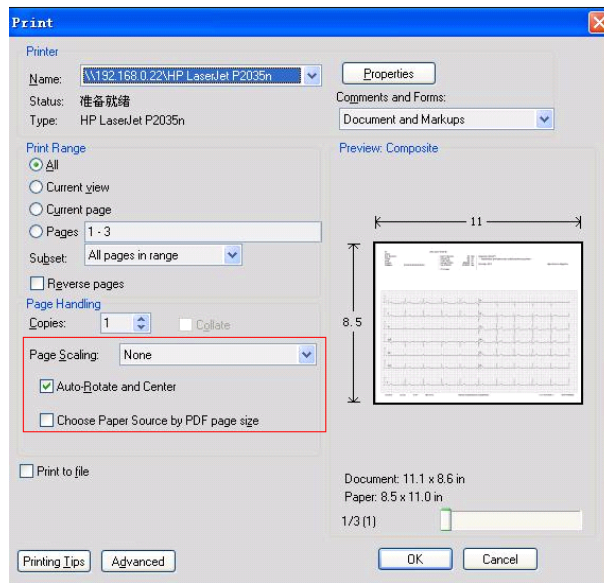 Print
Printer
Name: \\192.168.0.22\HP LaserJet P2035n
Properties
Status: 准备就绪
Comments and Forms:
Type: HP LaserJet P2035n
Document and Markups
Print Range
All
Current view
Current page
Pages 1 - 3
Subset: All pages in range
Reverse pages
Page Handling
Copies: 1
Collate
Page Scaling: None
Auto-Rotate and Center
Choose Paper Source by PDF page size
Print to file
Preview: Composite
11
8.5
Document: 11.1 x 8.6 in
Paper: 8.5 x 11.0 in
1/3 (1)
Printing Tips
Advanced
OK
Cancel